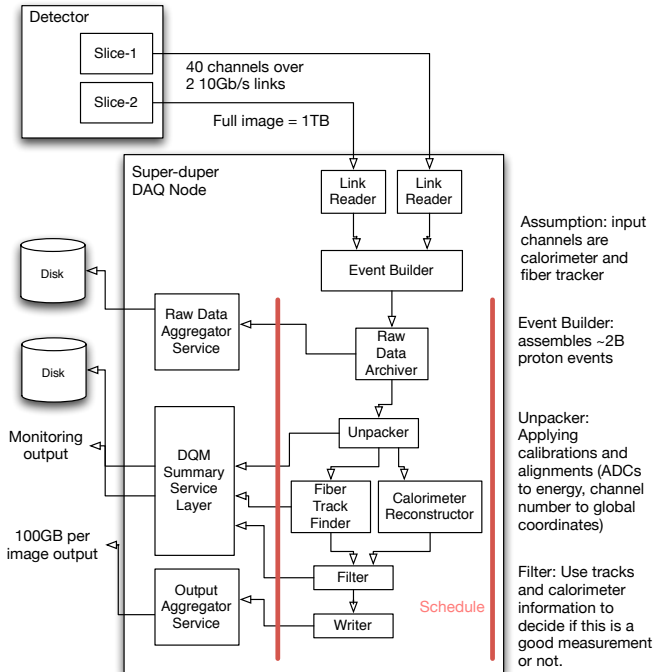 Detector
Slice-1
Slice-2
40 channels over
2 10Gb/s links
Full image = 1TB
Super-duper
DAQ Node
Link
Reader
Link
Reader
Event Builder
Assumption: input
channels are
calorimeter and
fiber tracker
Disk
Raw Data
Aggregator
Service
Raw
Data
Archiver
Event Builder:
assembles ~2B
proton events
Disk
Monitoring
output
DQM
Summary
Service
Layer
Unpacker
Unpacker:
Applying
calibrations and
alignments (ADCs
to energy, channel
number to global
coordinates)
Fiber
Track
Finder
Calorimeter
Reconstructor
100GB per
image output
Output
Aggregator
Service
Filter
Writer
Schedule
Filter: Use tracks
and calorimeter
information to
decide if this is a
good measurement
or not.